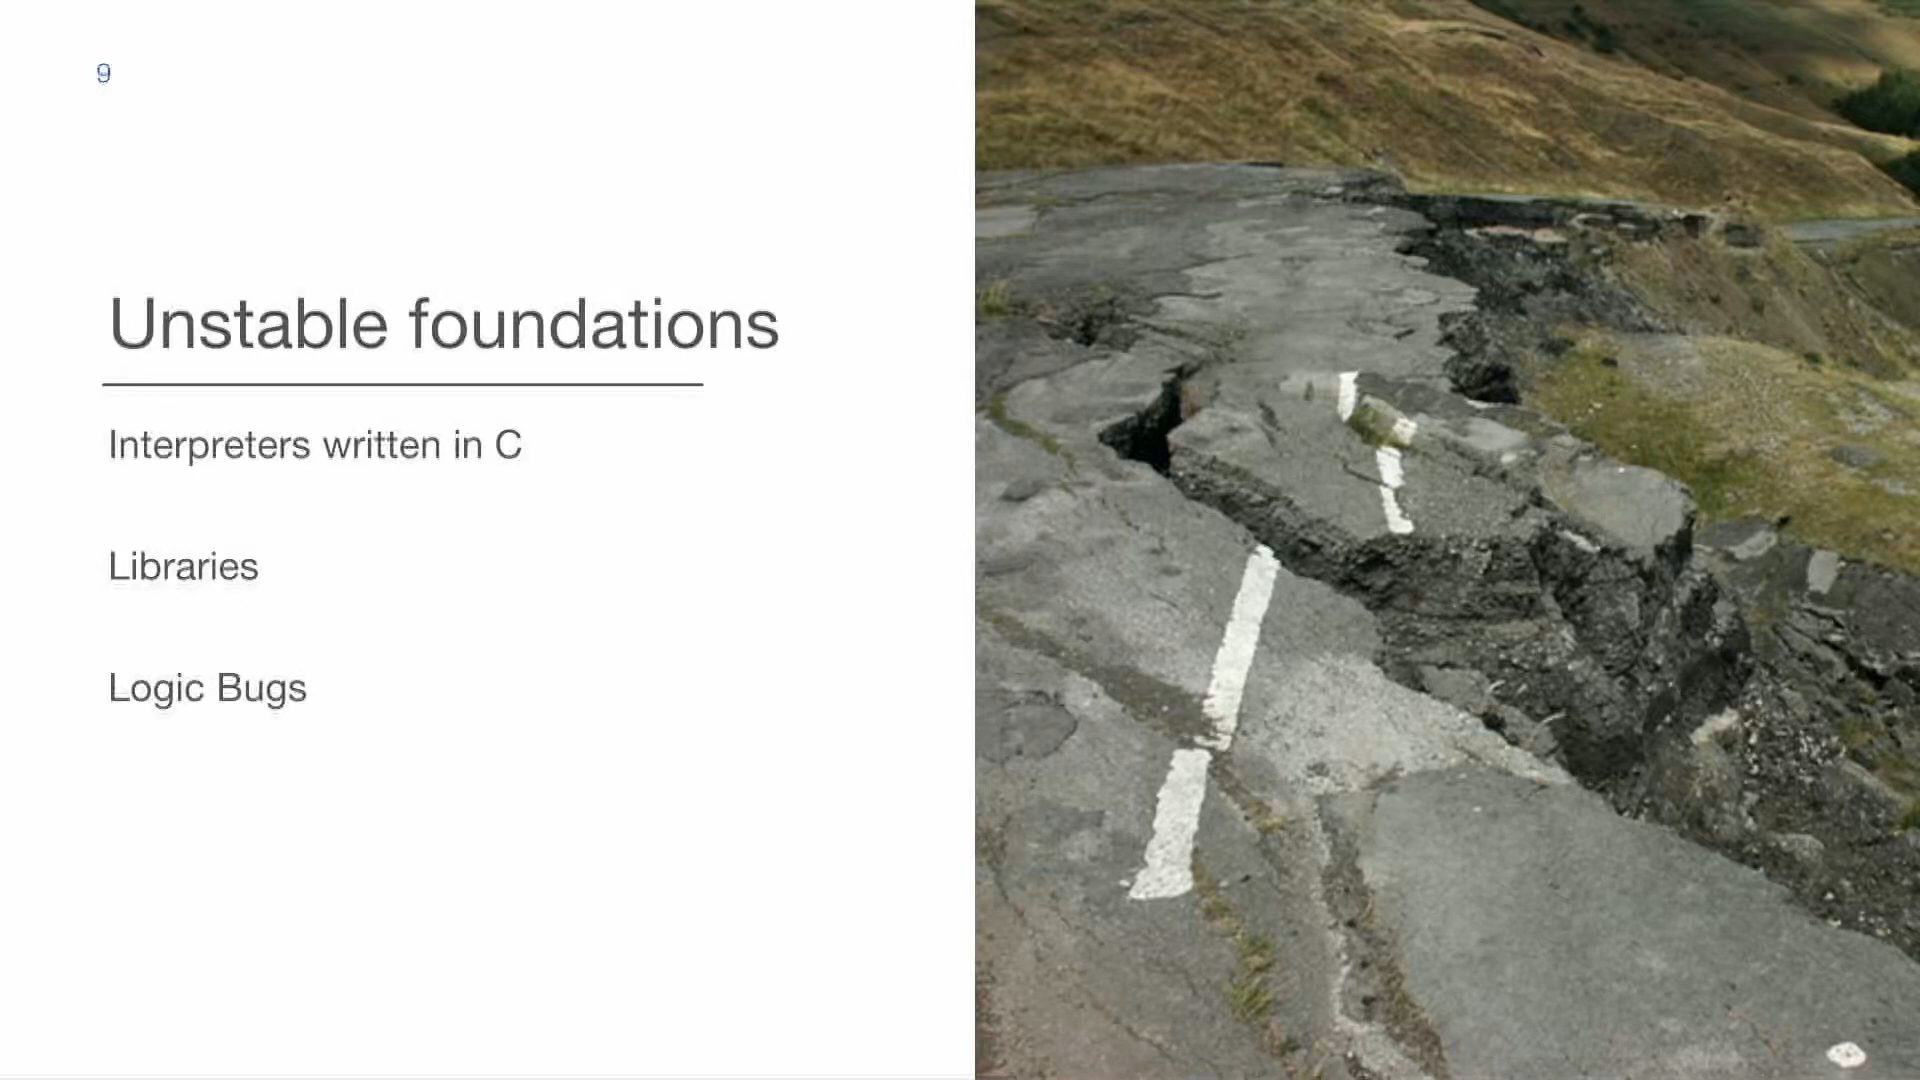 9
Unstable foundations
Interpreters written in C
Libraries
Logic Bugs